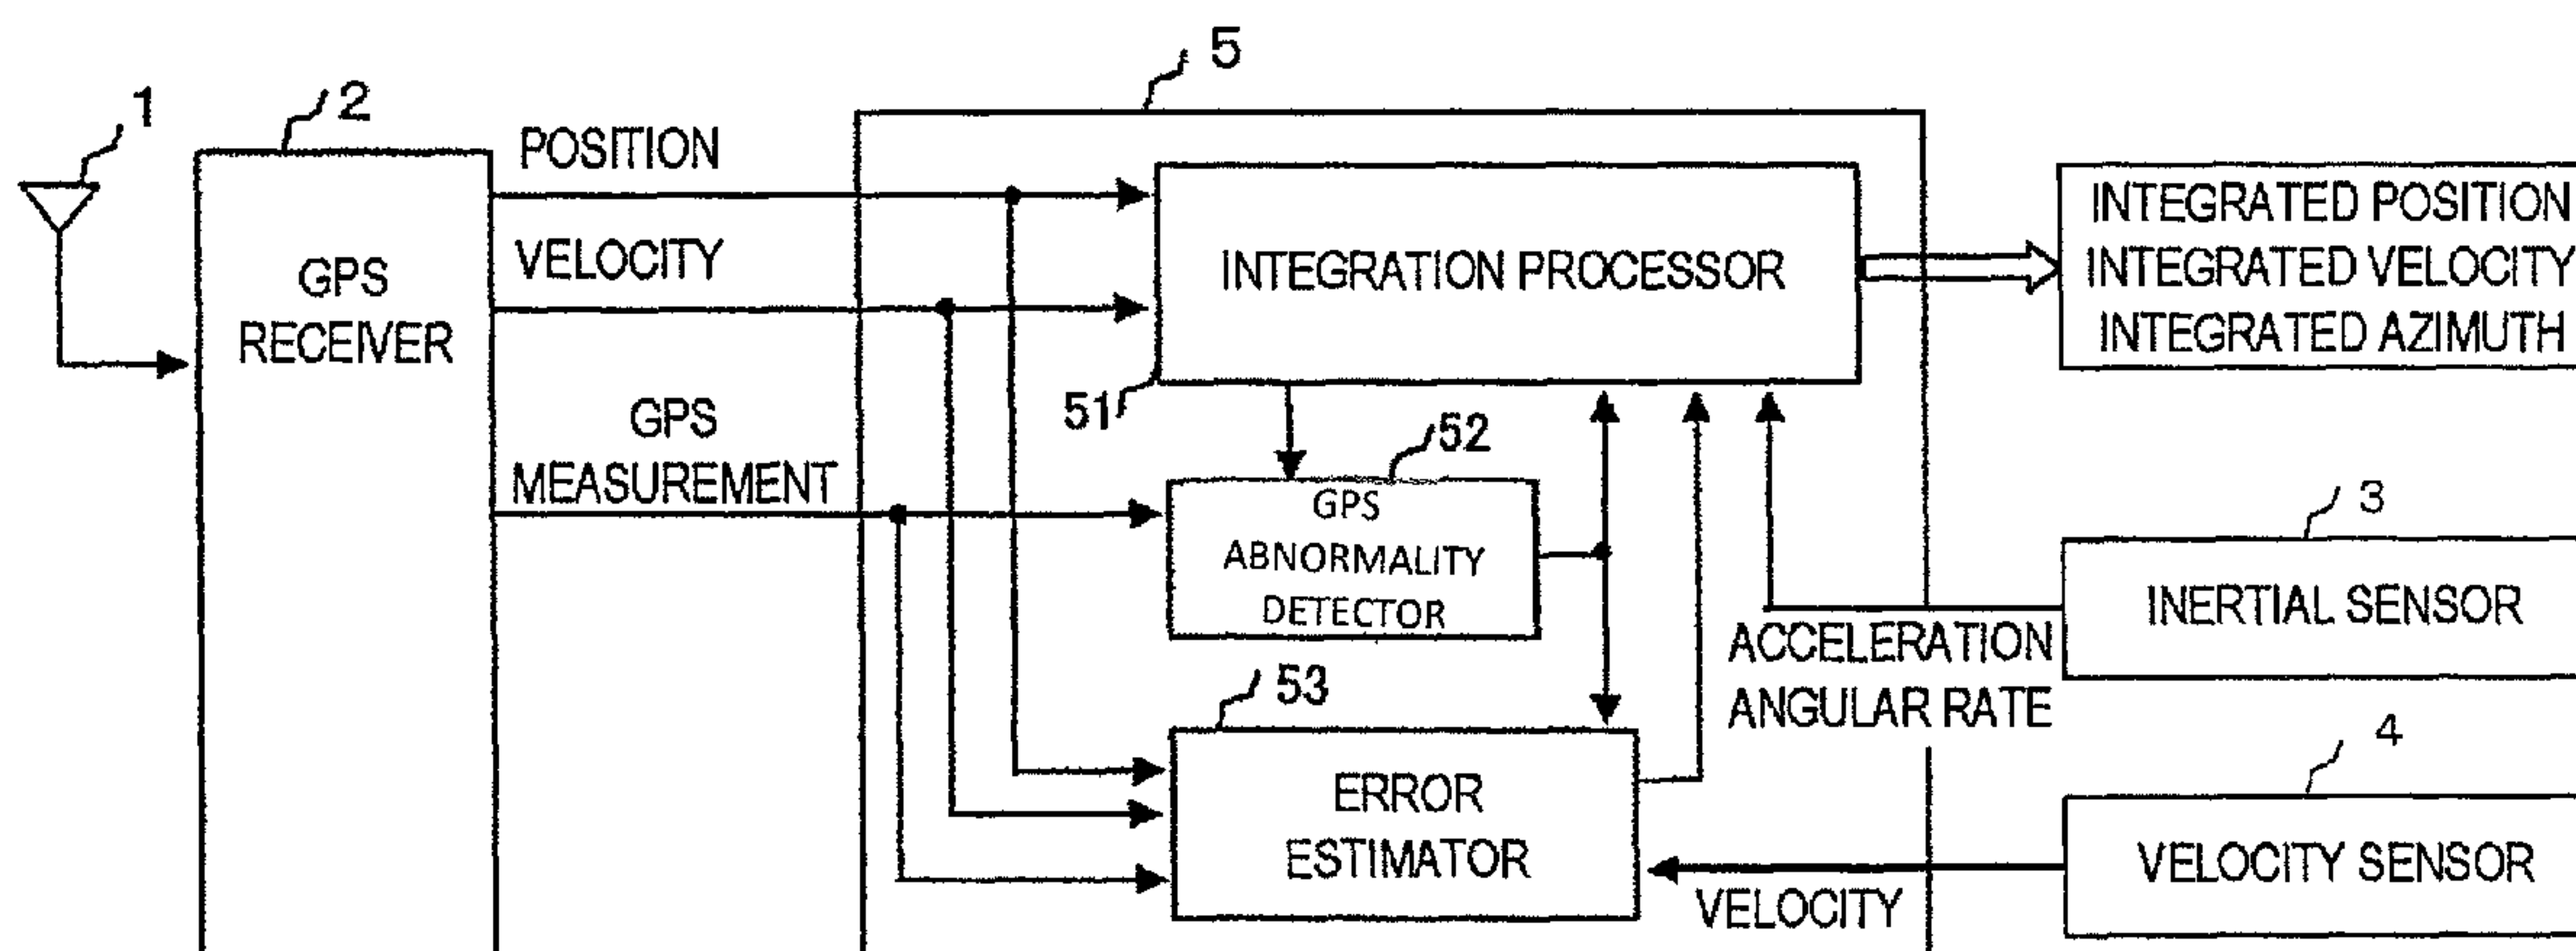 1
2
5
POSITION
VELOCITY
GPS
RECEIVER
GPS
MEASUREMENT
INTEGRATION PROCESSOR
51
INTEGRATED POSITION
INTEGRATED VELOCITY
INTEGRATED AZIMUTH
52
GPS
ABNORMALITY
DETECTOR
3
INERTIAL SENSOR
ACCELERATION
ANGULAR RATE
53
ERROR
ESTIMATOR
4
VELOCITY SENSOR
VELOCITY